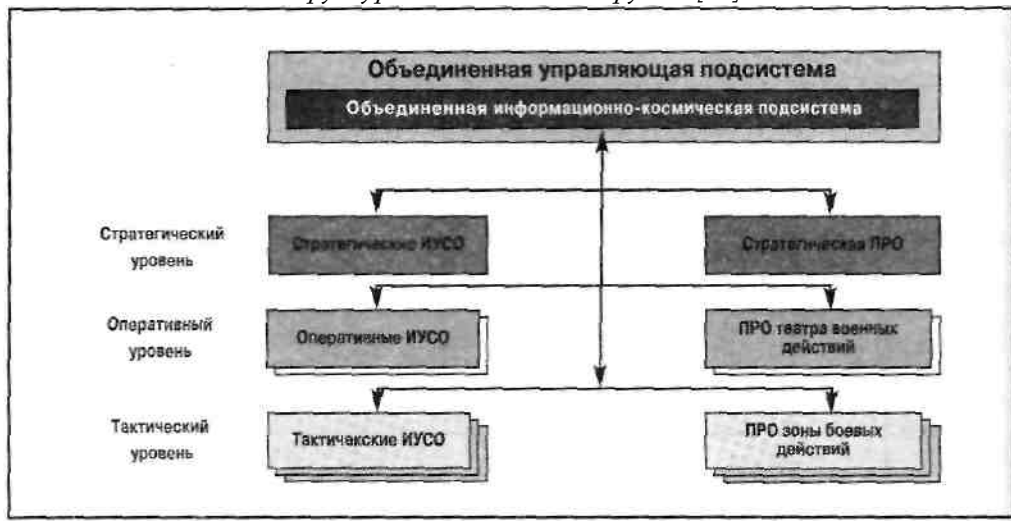 Объединенная управляющая подсистема
Объединенная информационно-космическая подсистема
Стратегический
уровень
Стратегические ИУСО
Стратегическая ПРО
Оперативный
уровень
Оперативные ИУСО
ПРО театра военных
действий
Тактический
уровень
Тактичекские ИУСО
ПРО зоны боевых
действий